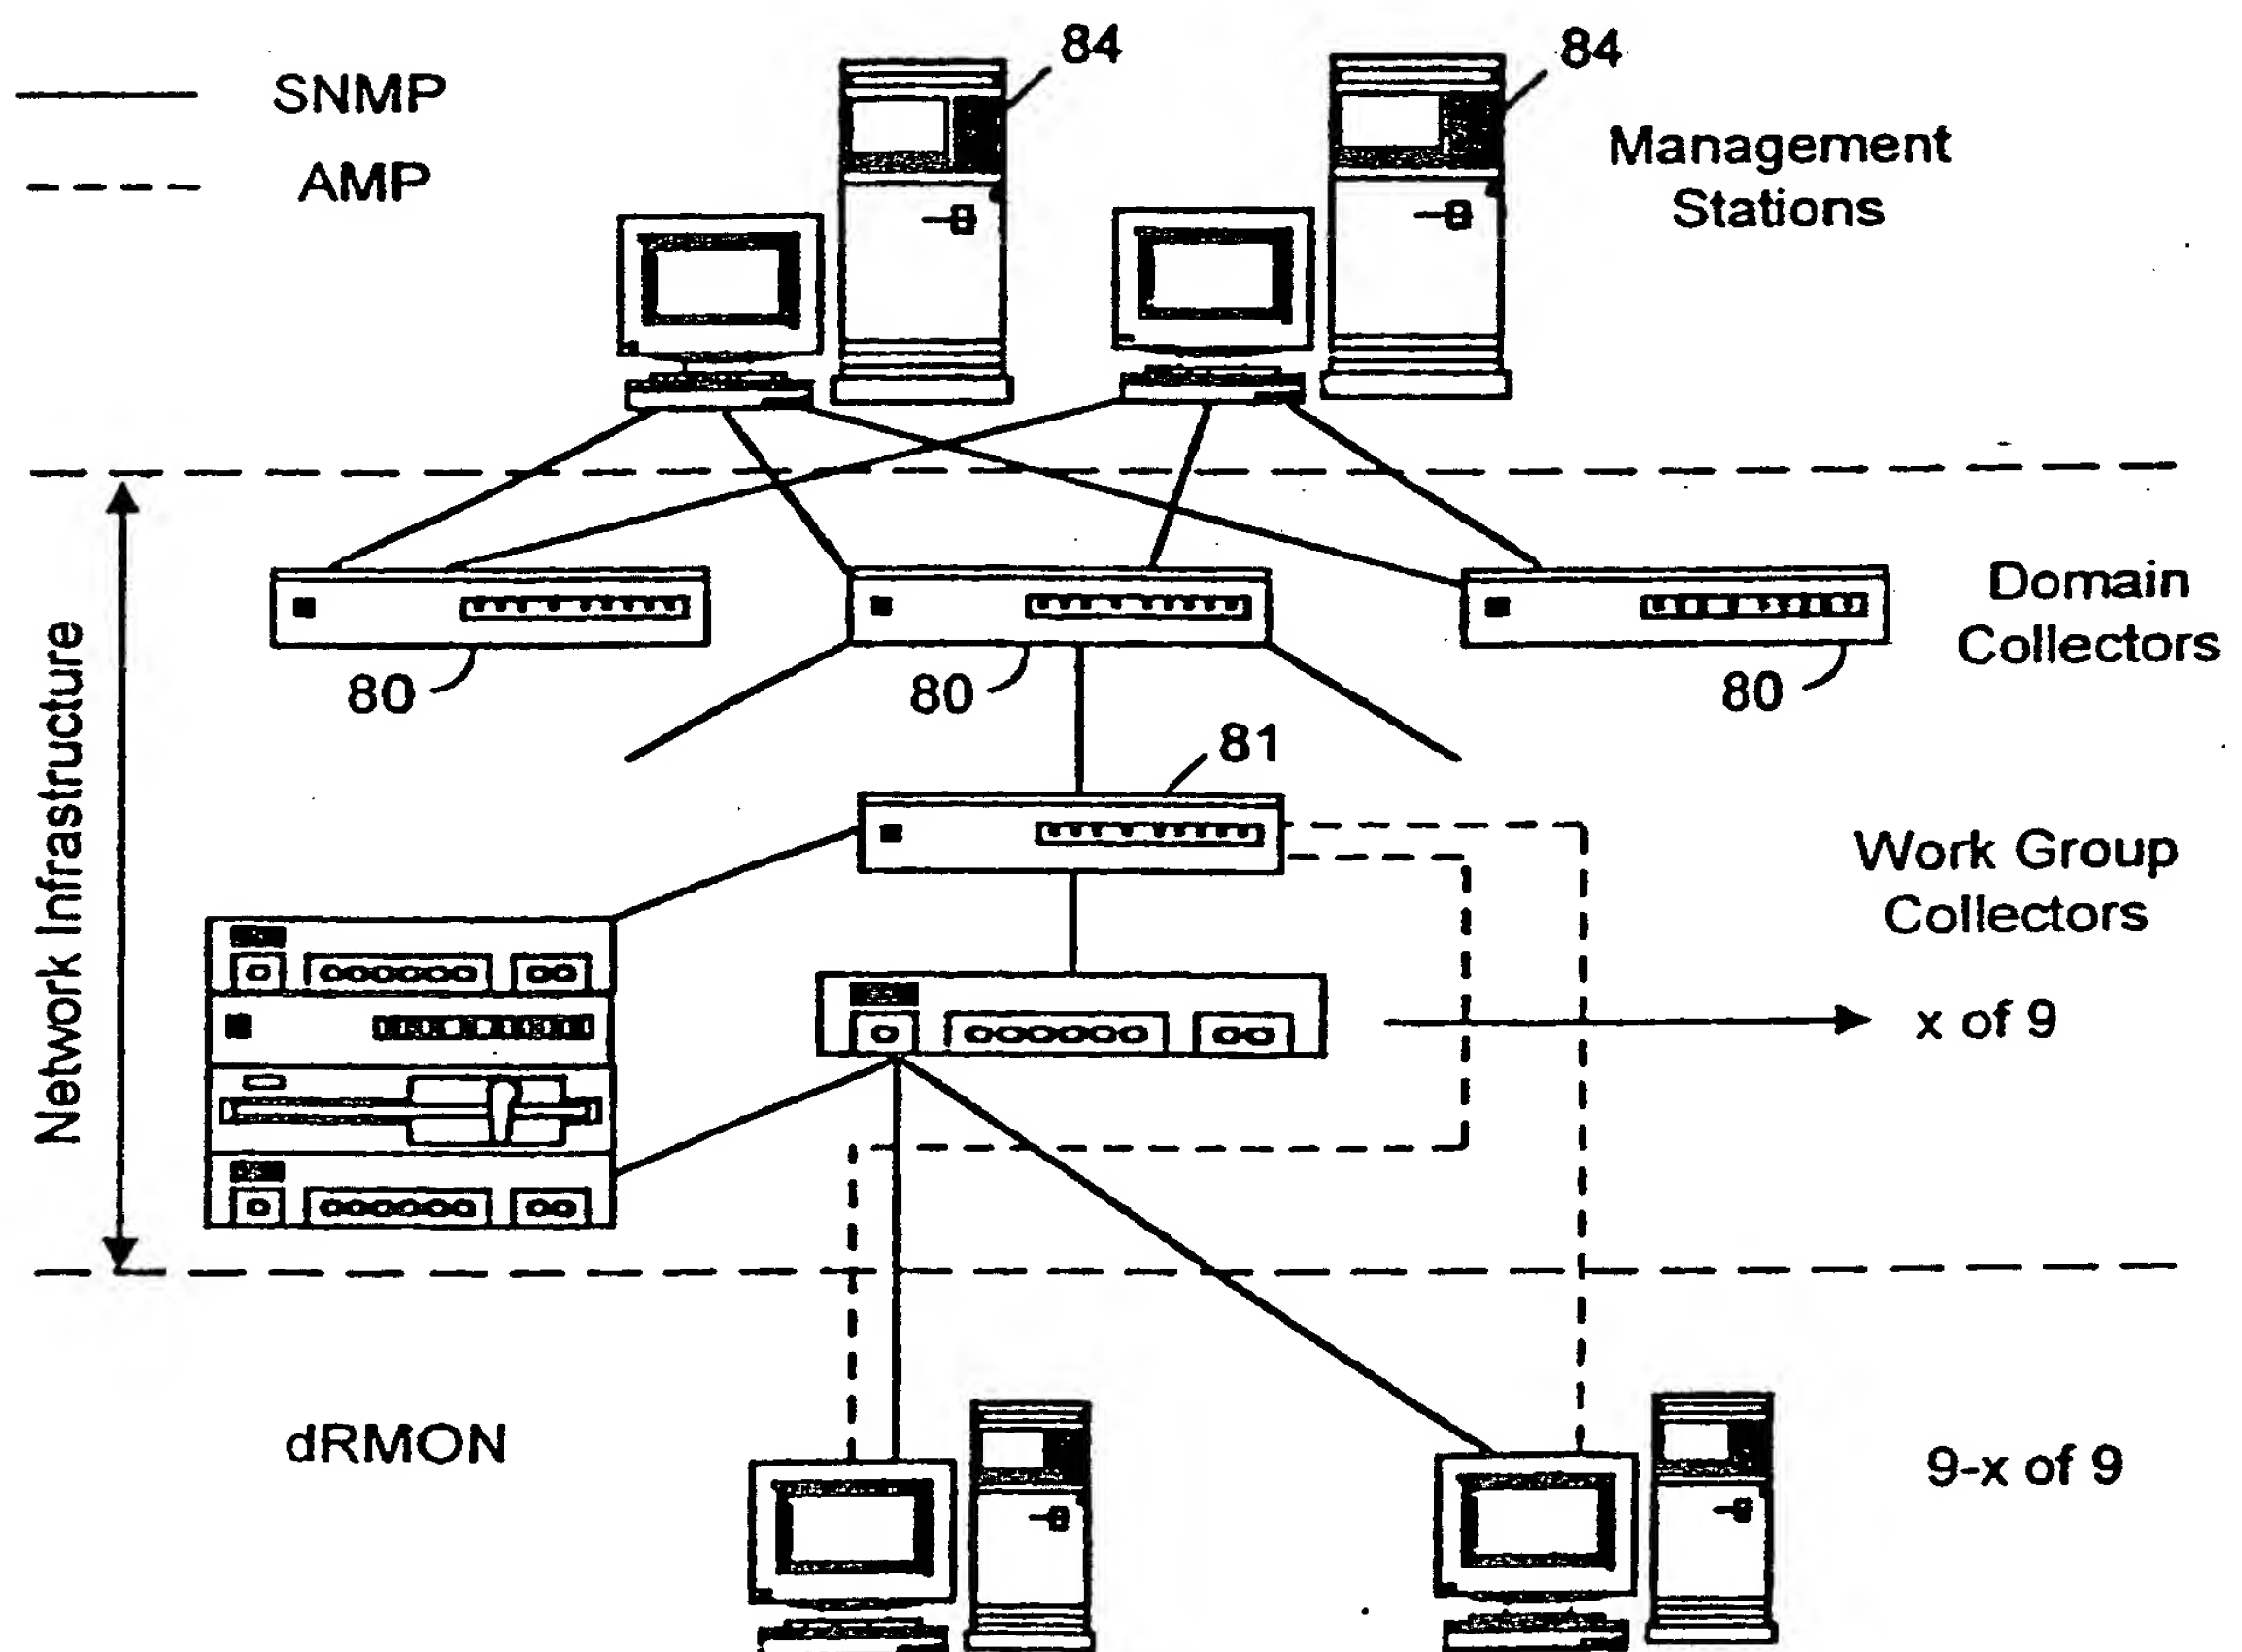 SNMP
AMP
84
84
Management
Stations
Domain
Collectors
80
80
80
81
Network Infrastructure
Work Group
Collectors
x of 9
dRMON
9-x of 9